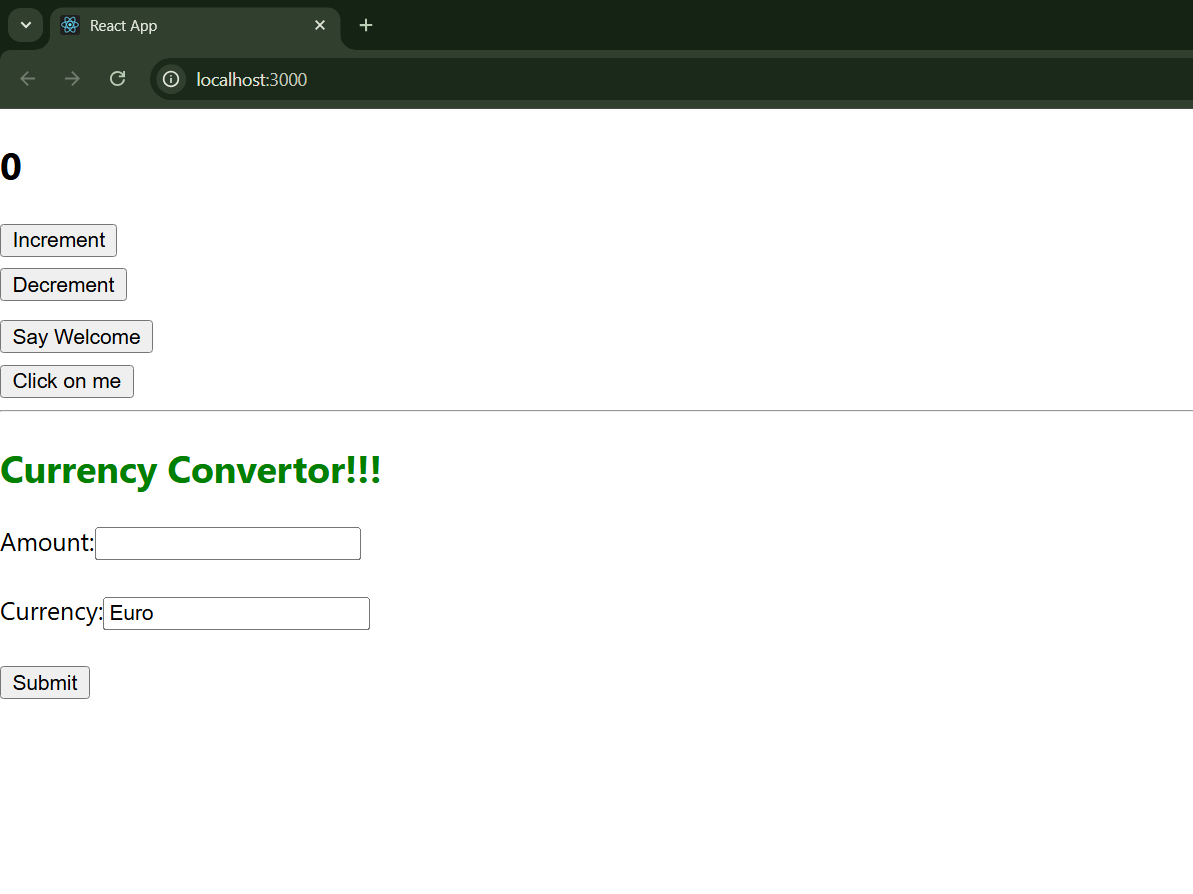 React App
localhost:3000
0
Increment
Decrement
Say Welcome
Click on me
Currency Convertor!!!
Amount:
Currency: Euro
Submit